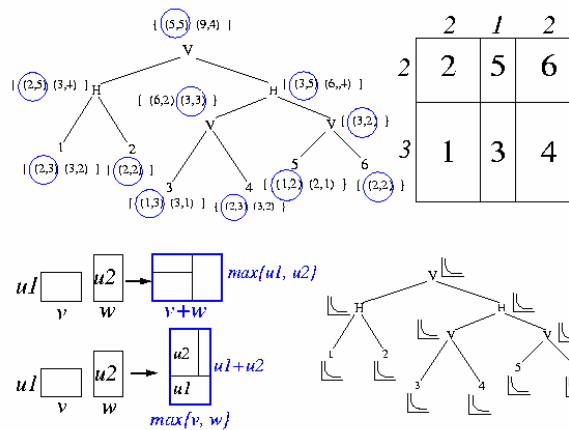 { (5,5) (9,4) }
V
[ (2,5) (3,4) ]
H
[ (3,5) (6,,4) ]
H
[ (6,2) (3,3) }
V
V
[ (3,2) }
1
2
[ (2,3) (3,2) ]
[ (2,2) ]
3
4
5
6
[ (1,3) (3,1) ]
{ (2,3) (3,2) }
[ (1,2) (2,1) }
[ (2,2) }
2 1 2
2 2 5 6
3 1 3 4
u1
v
u2
w
v+w
max{u1, u2}
u1
v
u2
w
u2
u1
u1+u2
max{v, w}
V
H
H
1
2
V
V
3
4
5
6